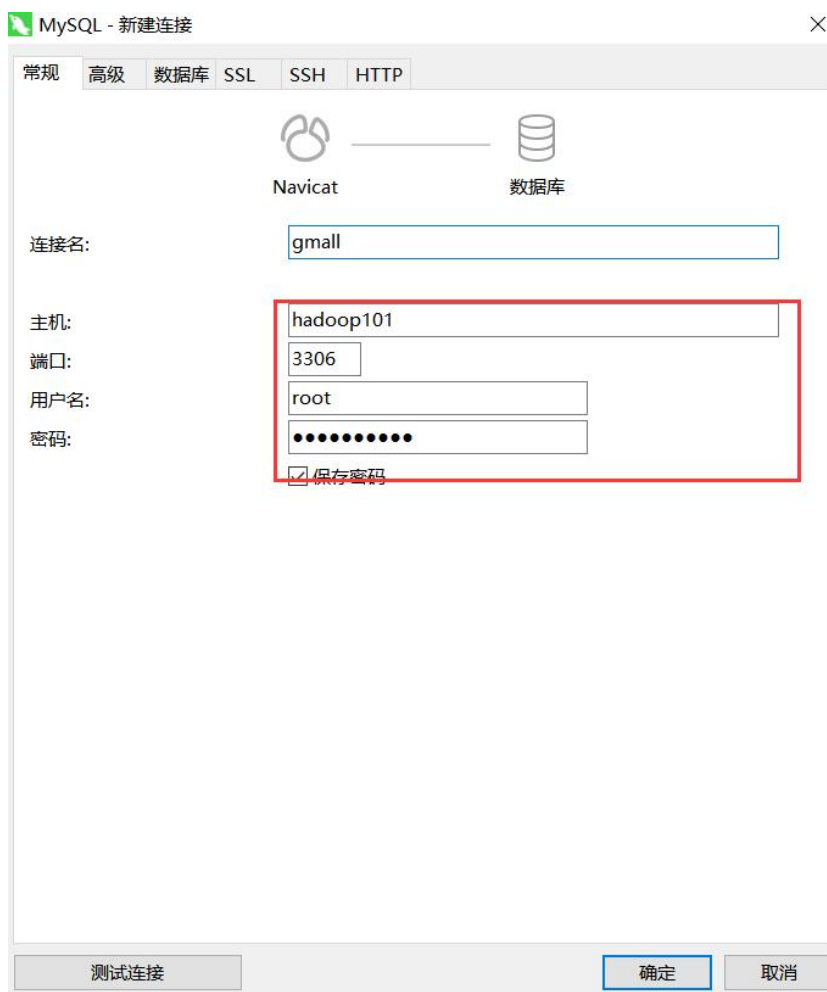 MySQL - 新建连接
常规 高级 数据库 SSL SSH HTTP
Navicat 数据库
连接名: gmall
主机: hadoop101
端口: 3306
用户名: root
密码: ●●●●●●●●●●
保存密码
测试连接 确定 取消